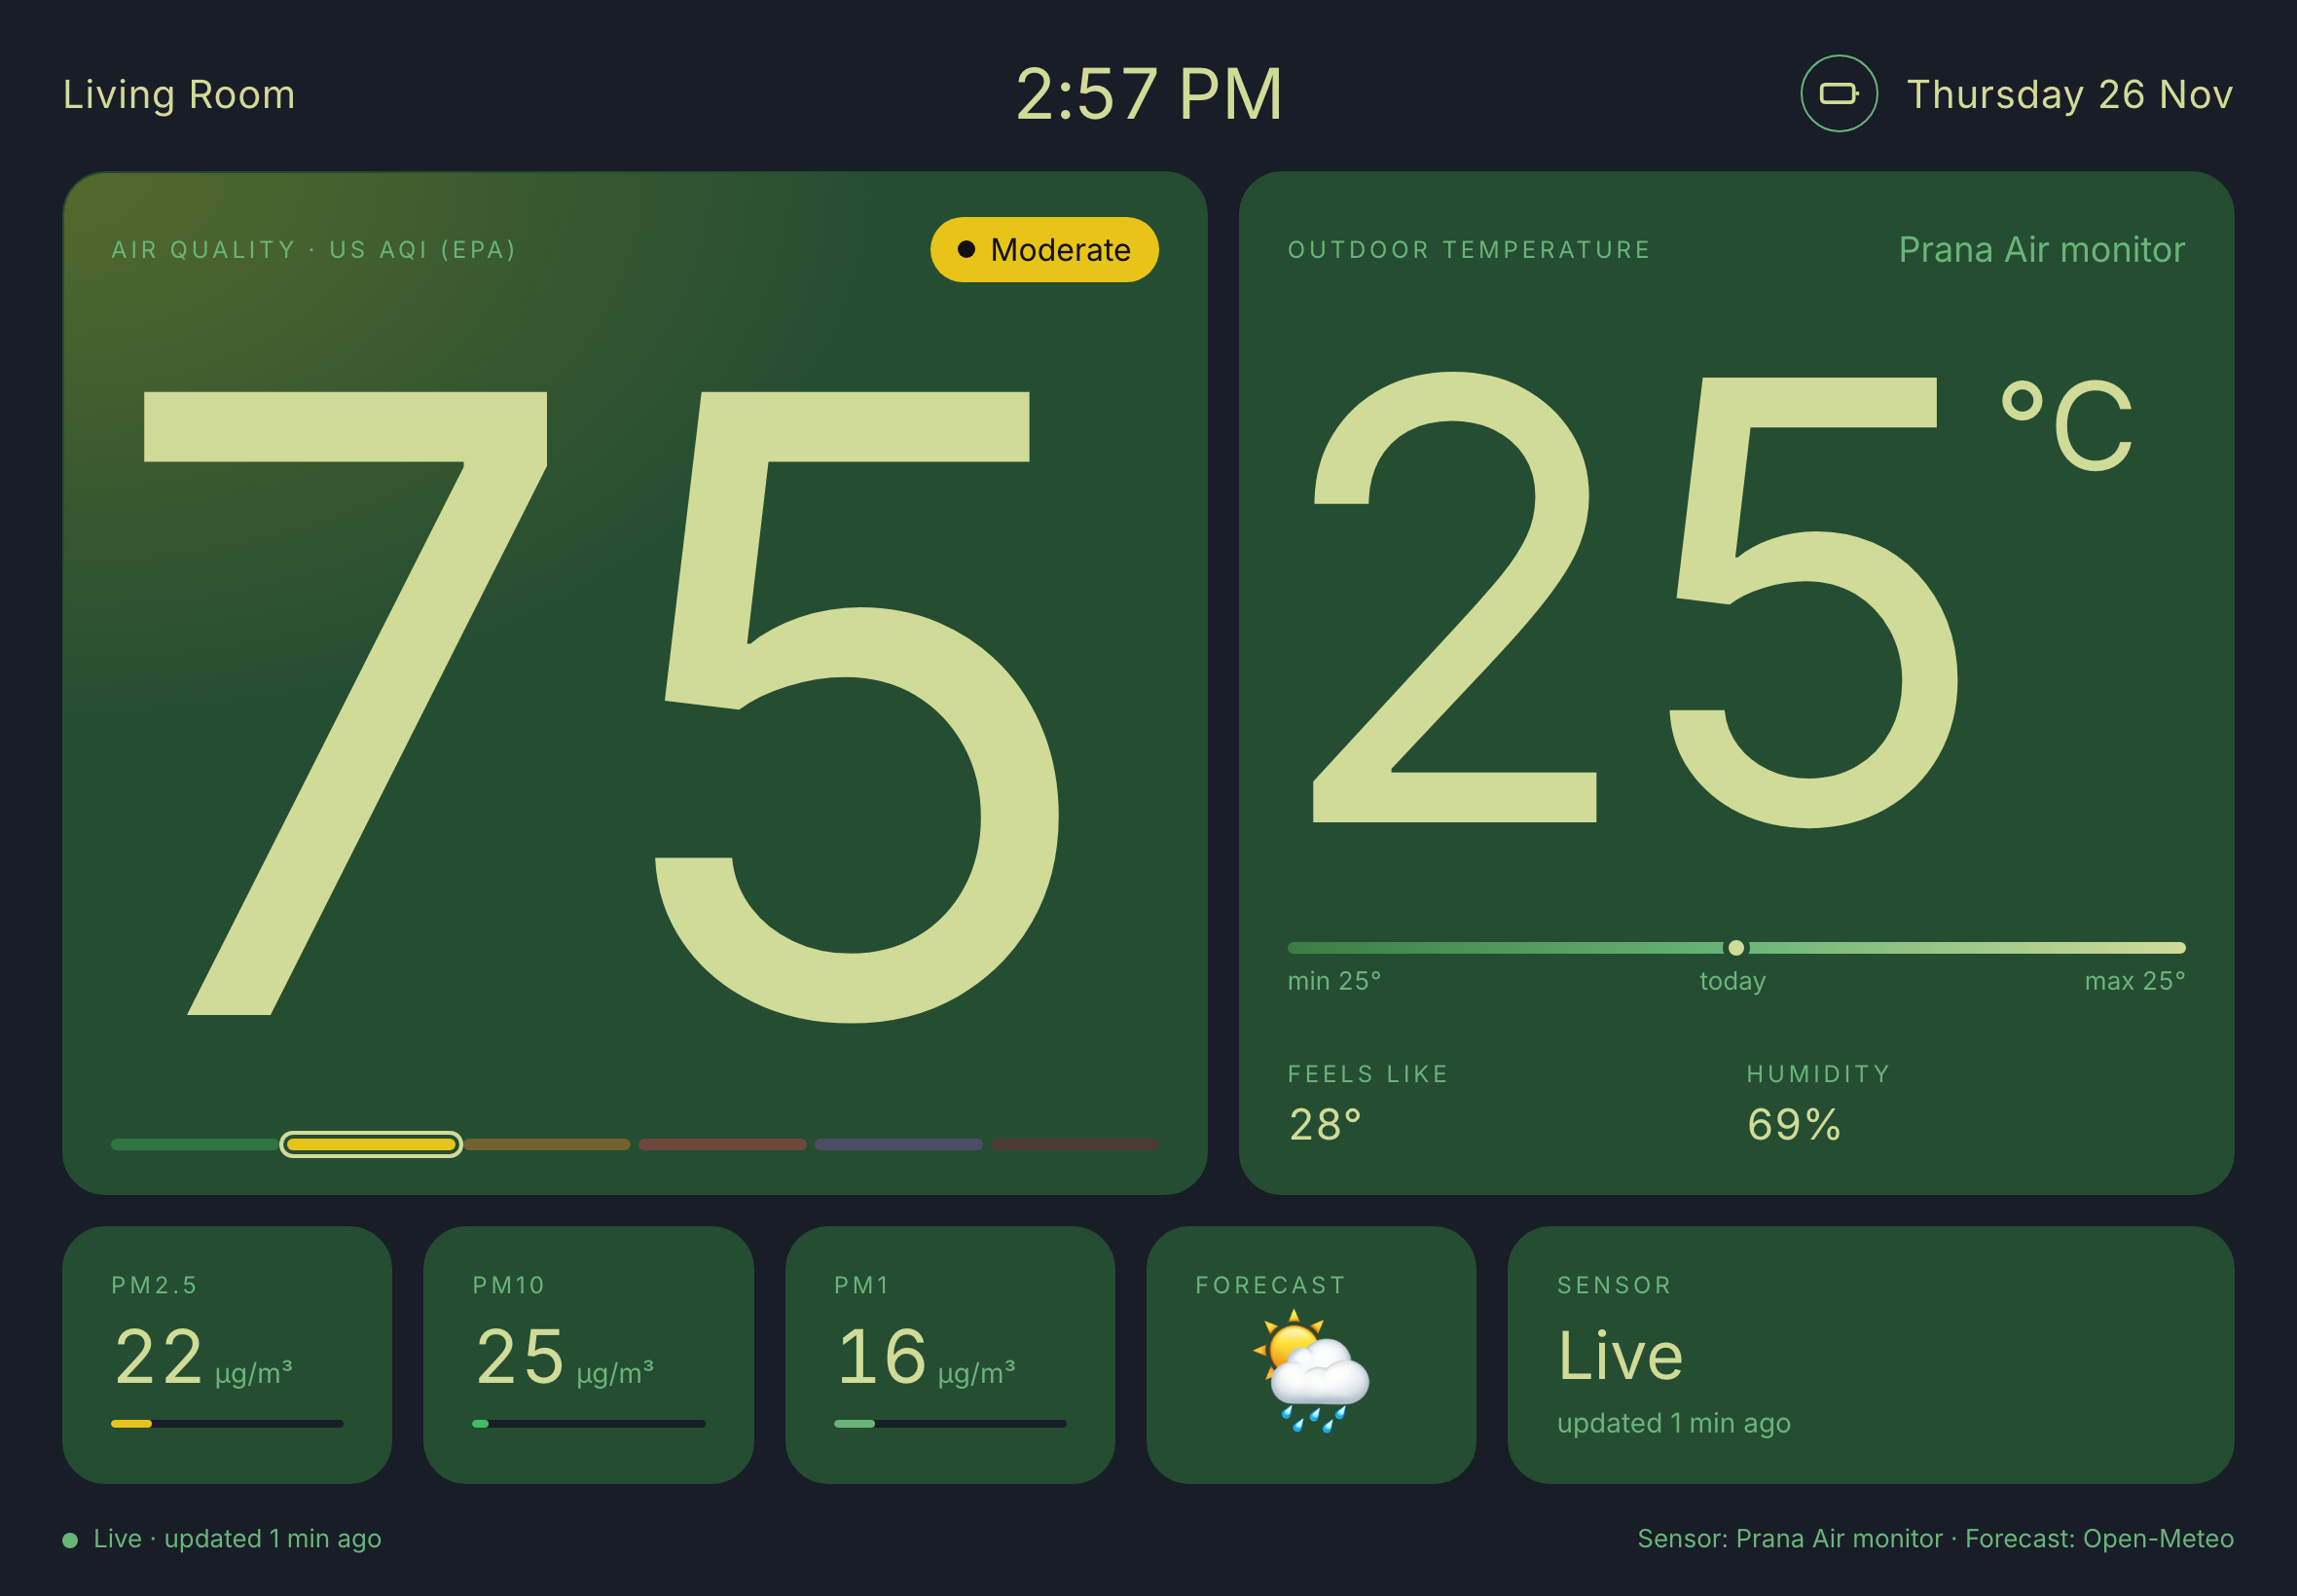 Living Room
2:57 PM
Thursday 26 Nov
AIR QUALITY · US AQI (EPA)
Moderate
75
OUTDOOR TEMPERATURE
Prana Air monitor
25 °C
min 25°
today
max 25°
FEELS LIKE
28°
HUMIDITY
69%
PM2.5
22 µg/m³
PM10
25 µg/m³
PM1
16 µg/m³
FORECAST
SENSOR
Live
updated 1 min ago
Live · updated 1 min ago
Sensor: Prana Air monitor · Forecast: Open-Meteo